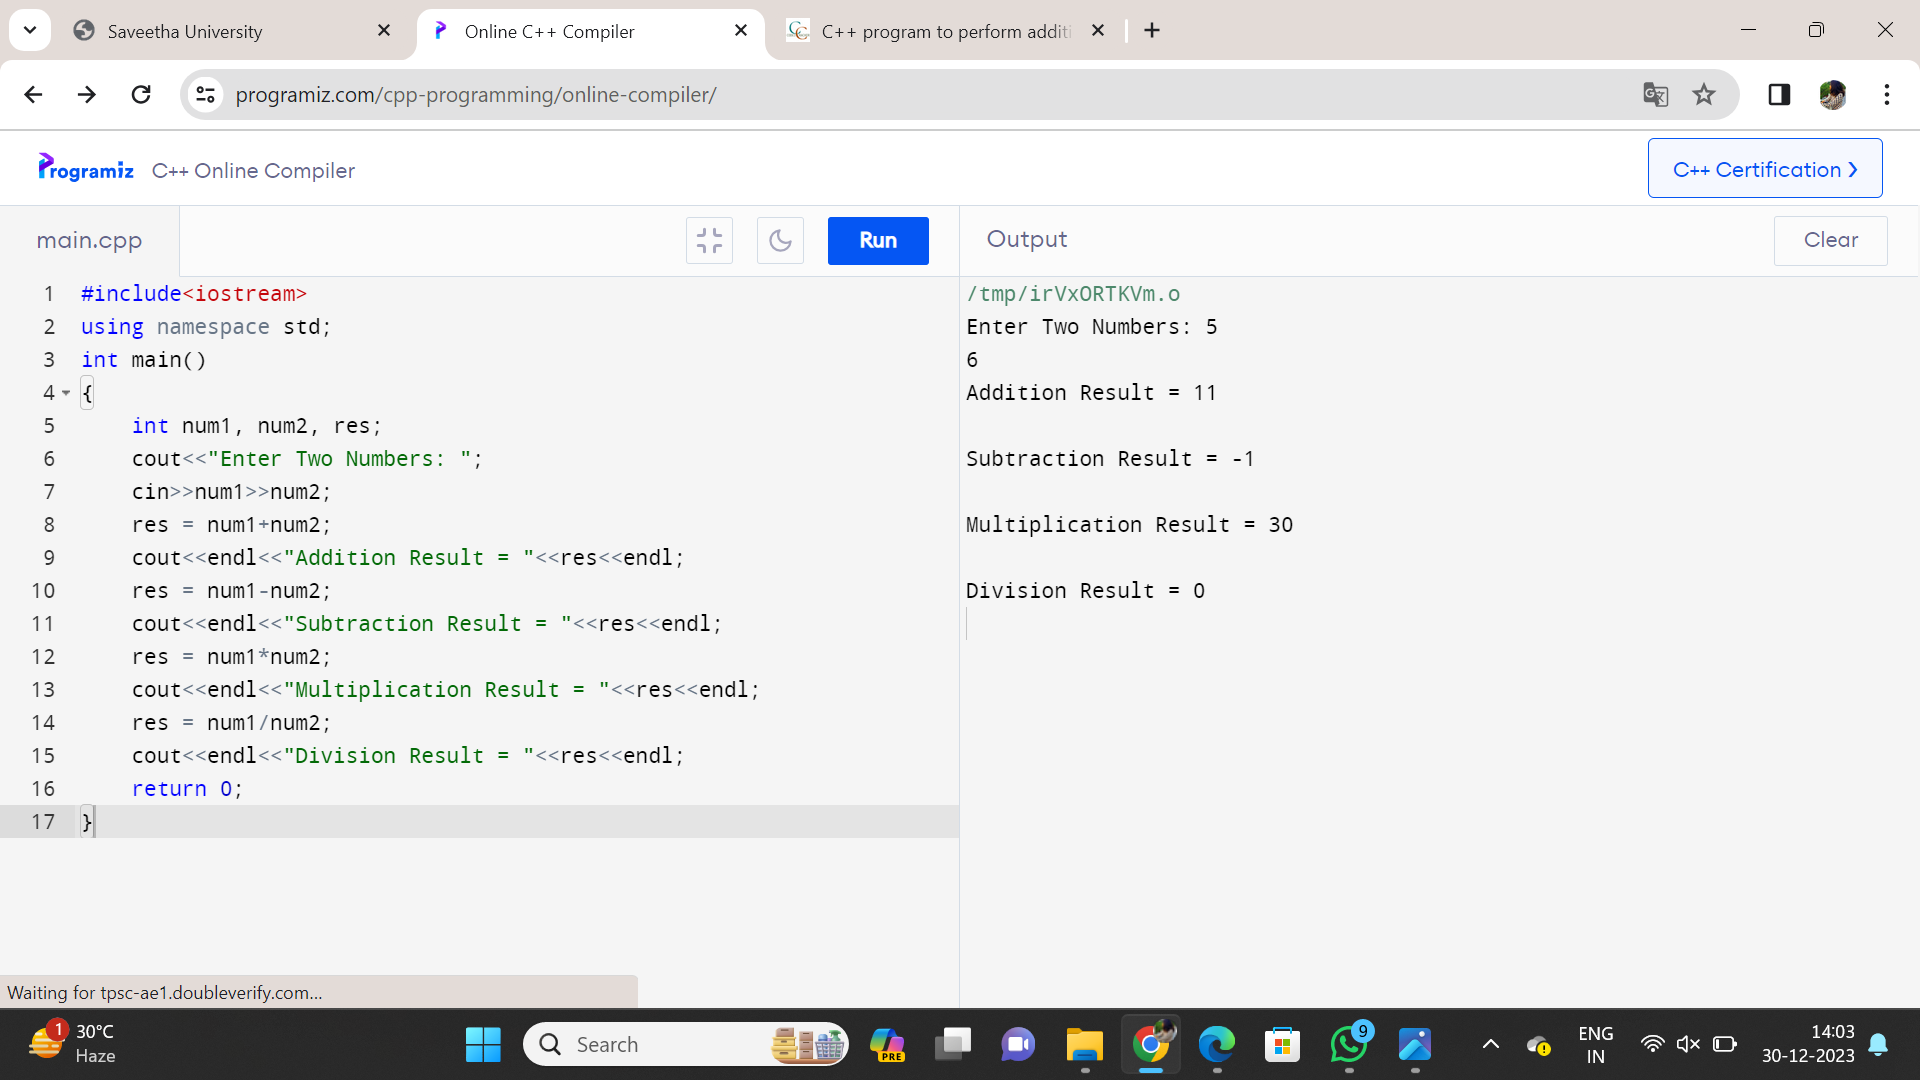 Saveetha University
Online C++ Compiler
C++ program to perform additi
programiz.com/cpp-programming/online-compiler/
Programiz C++ Online Compiler
C++ Certification ❯
main.cpp
Run
Output
Clear
1 #include<iostream>
2 using namespace std;
3 int main()
4 {
5 int num1, num2, res;
6 cout<<"Enter Two Numbers: ";
7 cin>>num1>>num2;
8 res = num1+num2;
9 cout<<endl<<"Addition Result = "<<res<<endl;
10 res = num1-num2;
11 cout<<endl<<"Subtraction Result = "<<res<<endl;
12 res = num1*num2;
13 cout<<endl<<"Multiplication Result = "<<res<<endl;
14 res = num1/num2;
15 cout<<endl<<"Division Result = "<<res<<endl;
16 return 0;
17 }
/tmp/irVxORTKVm.o
Enter Two Numbers: 5
6
Addition Result = 11
Subtraction Result = -1
Multiplication Result = 30
Division Result = 0
Waiting for tpsc-ae1.doubleverify.com...
1
30°C
Haze
Search
PRE
9
ENG
IN
14:03
30-12-2023